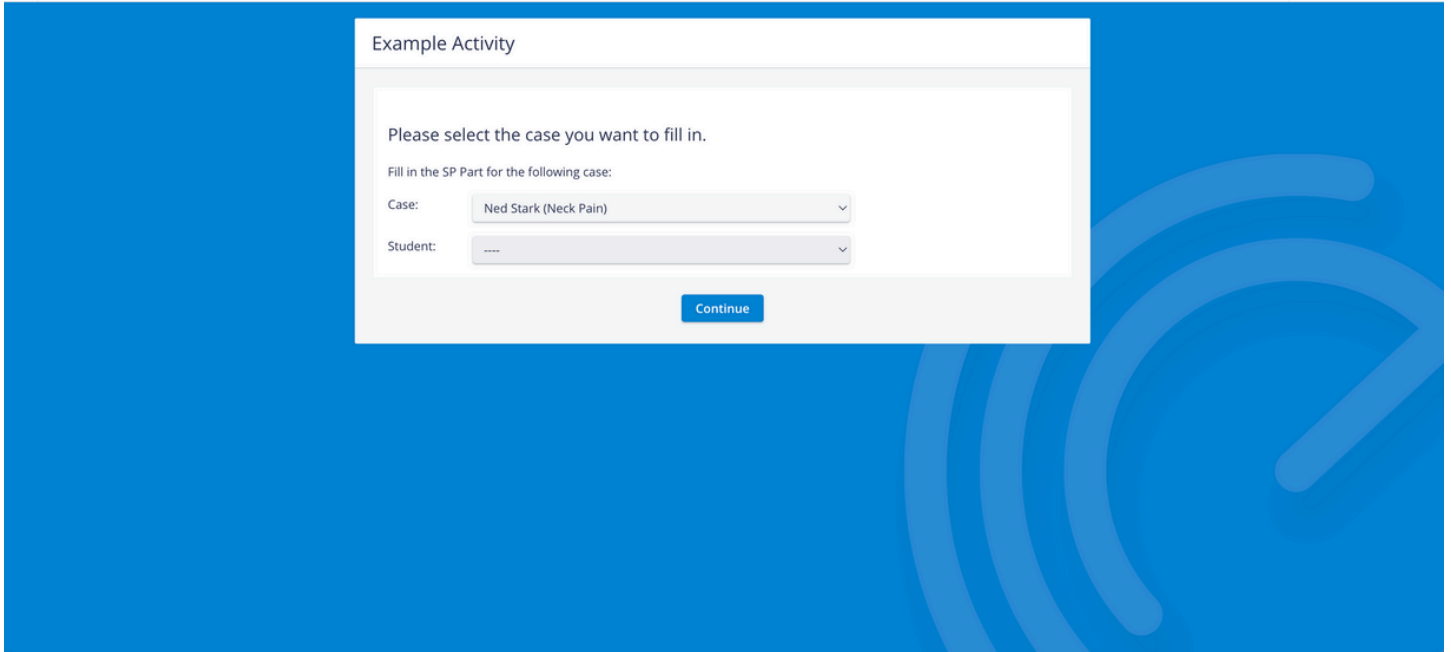 Example Activity
Please select the case you want to fill in.
Fill in the SP Part for the following case:
Case: Ned Stark (Neck Pain)
Student: ----
Continue